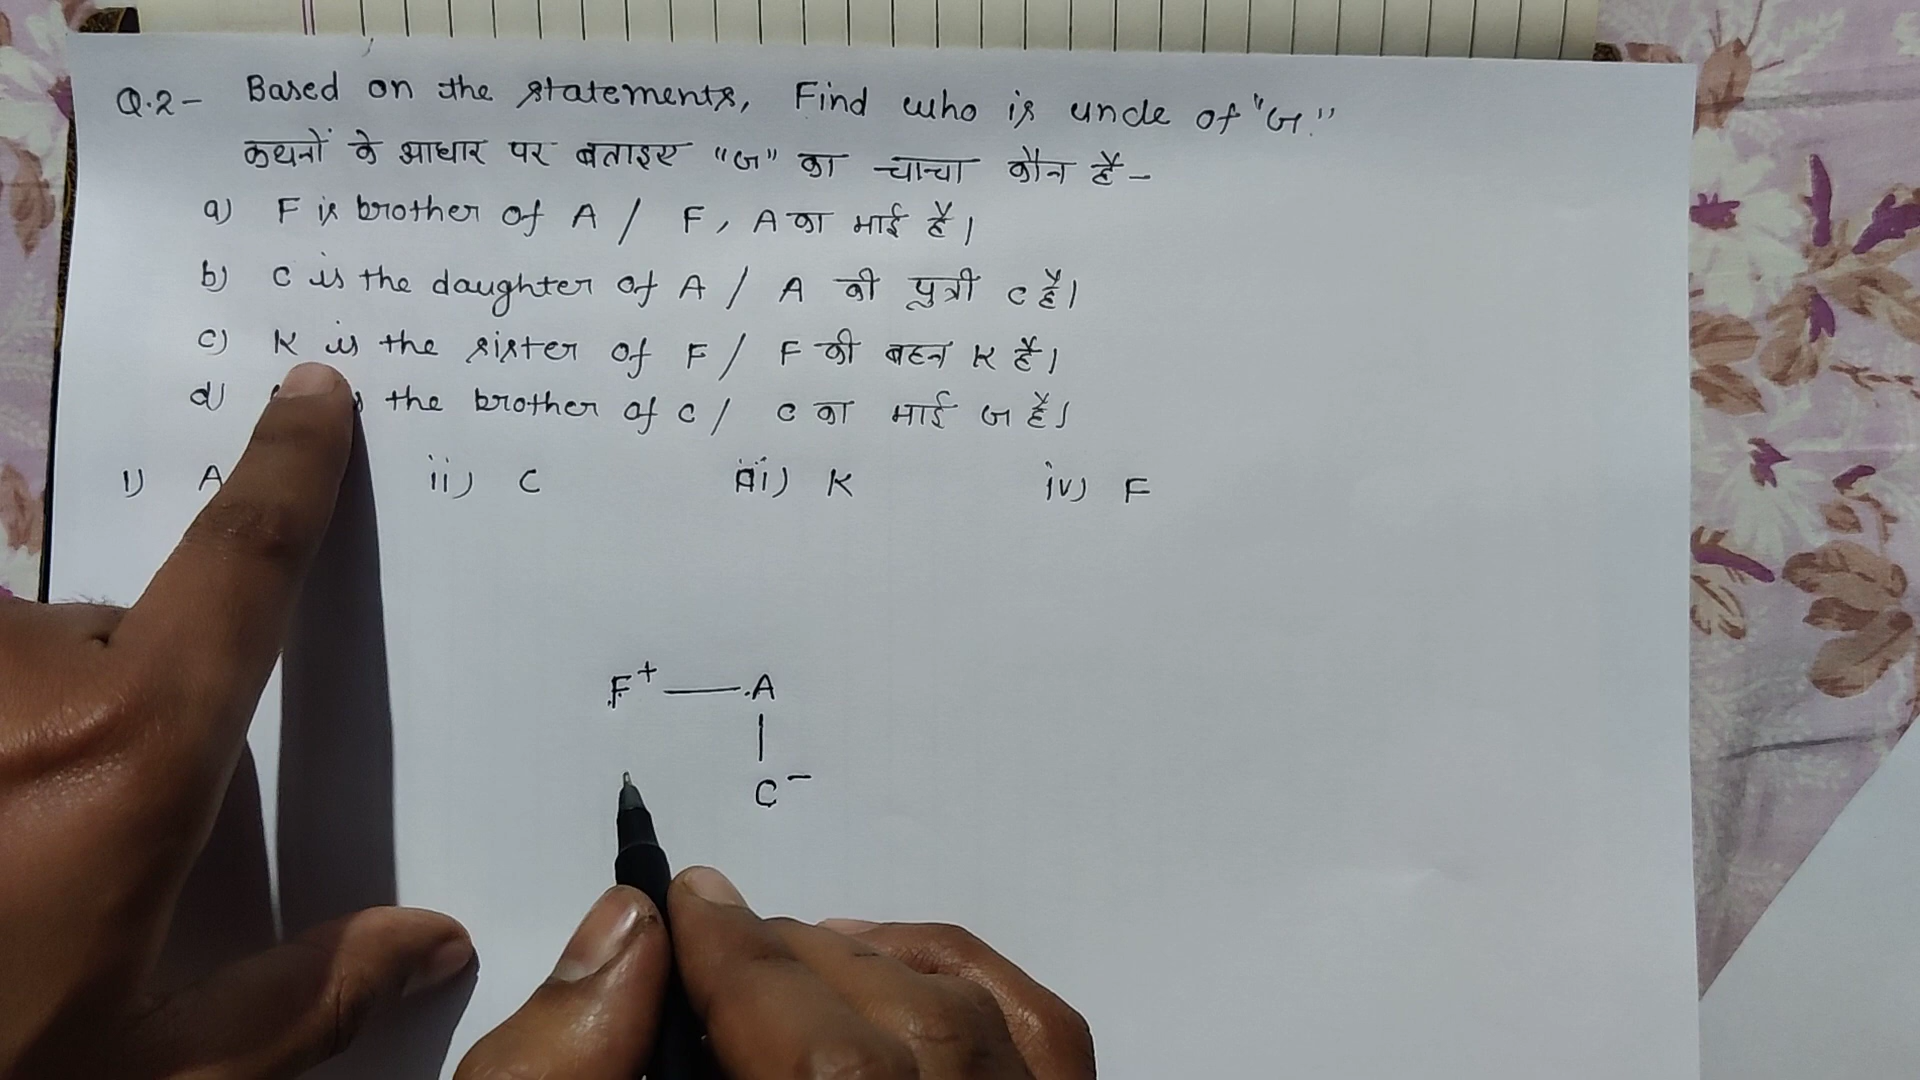 Q.2- Based on the statements, Find who is uncle of "G."
कथनों के आधार पर बताइए "G" का चाचा कौन है -
a) F is brother of A / F, A का भाई है।
b) C is the daughter of A / A की पुत्री C है।
c) K is the sister of F / F की बहन K है।
d) the brother of C / C का भाई G है।
1) A ii) C iii) K iv) F
F+ — A
C -